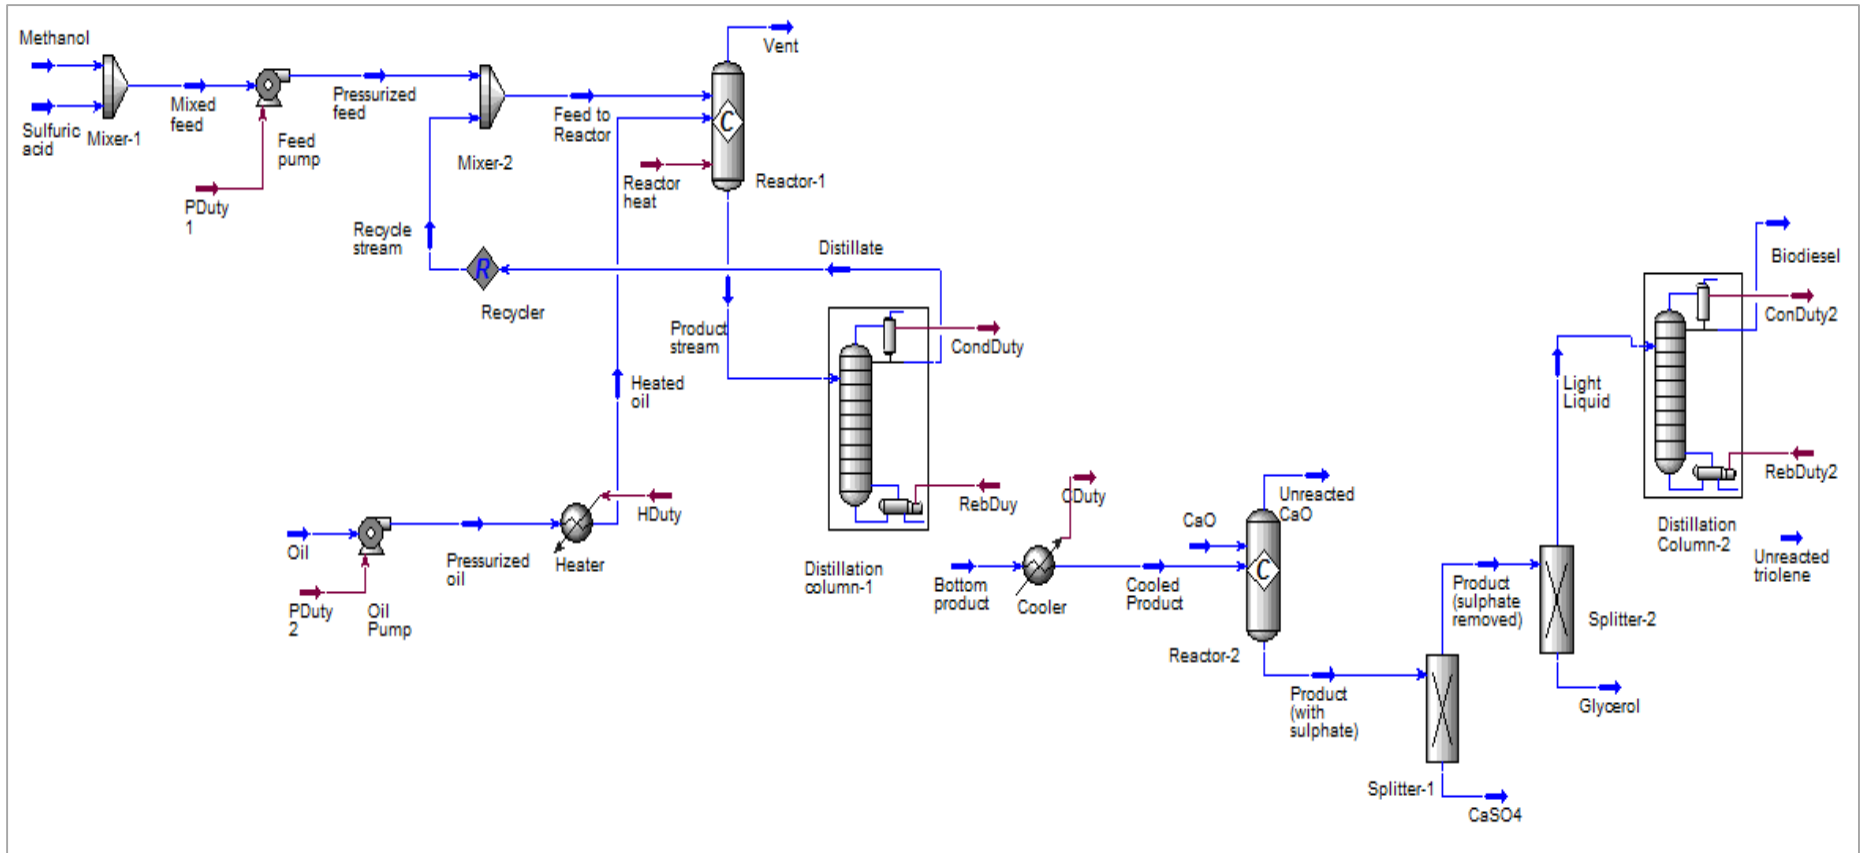 Methanol
Sulfuric
acid
Mixer-1
Mixed
feed
PDuty
1
Feed
pump
Pressurized
feed
Mixer-2
Feed to
Reactor
Vent
C
Reactor
heat
Reactor-1
Recycle
stream
R
Recycler
Distillate
Product
stream
CondDuty
RebDuy
Distillation
column-1
Heated
oil
HDuty
Heater
Oil
PDuty
2
Oil
Pump
Pressurized
oil
Bottom
product
CDuty
Cooler
Cooled
Product
CaO
Unreacted
CaO
C
Reactor-2
Product
(with
sulphate)
Splitter-1
CaSO4
Product
(sulphate
removed)
Splitter-2
Glycerol
Light
Liquid
Biodiesel
ConDuty2
RebDuty2
Distillation
Column-2
Unreacted
triolene